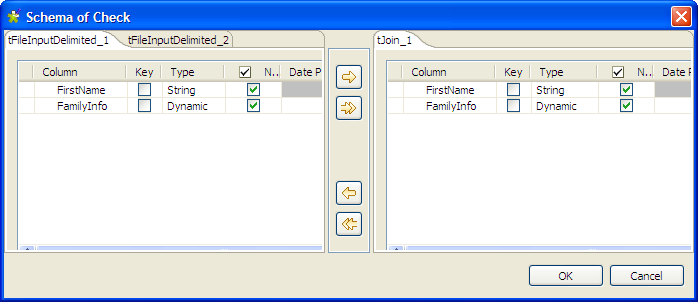 Schema of Check
tFileInputDelimited_1 tFileInputDelimited_2
Column Key Type N.. Date P
FirstName String
FamilyInfo Dynamic
tJoin_1
Column Key Type N.. Date P
FirstName String
FamilyInfo Dynamic
OK Cancel